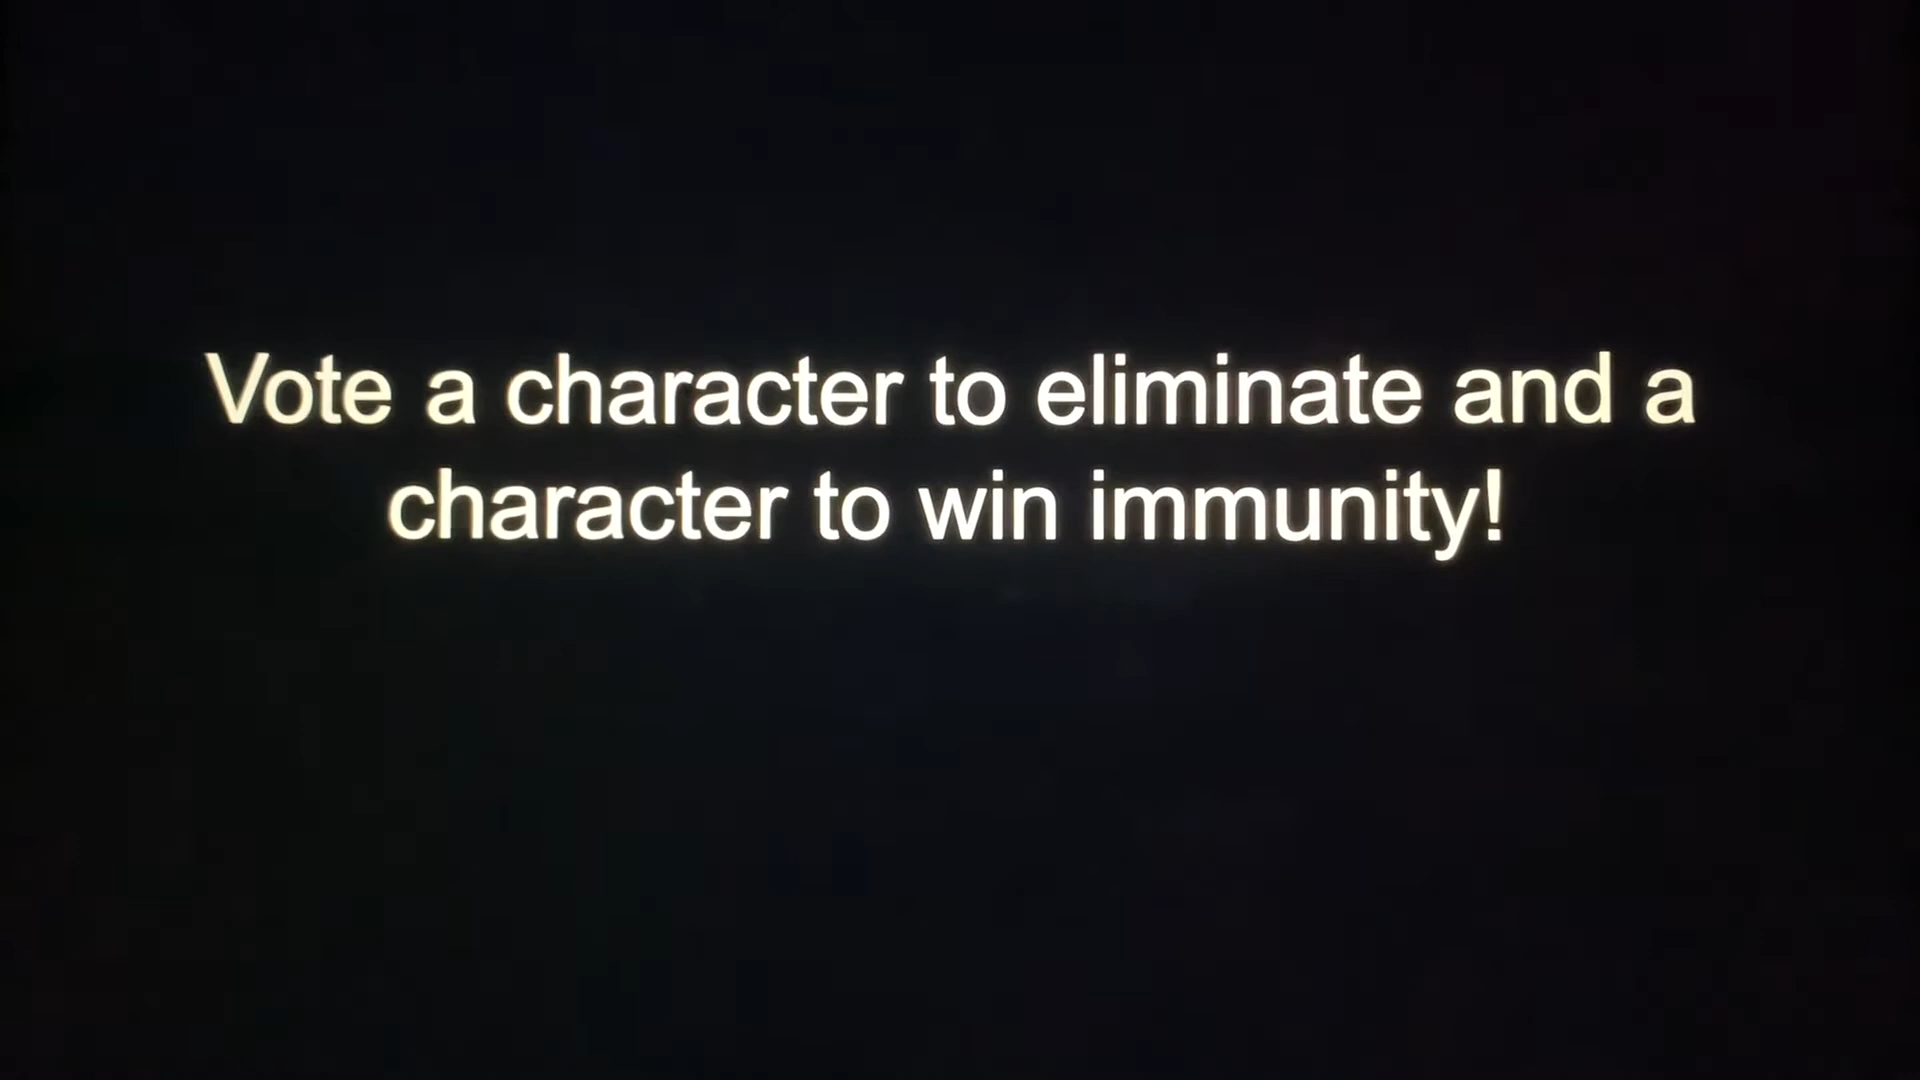 Vote a character to eliminate and a
character to win immunity!